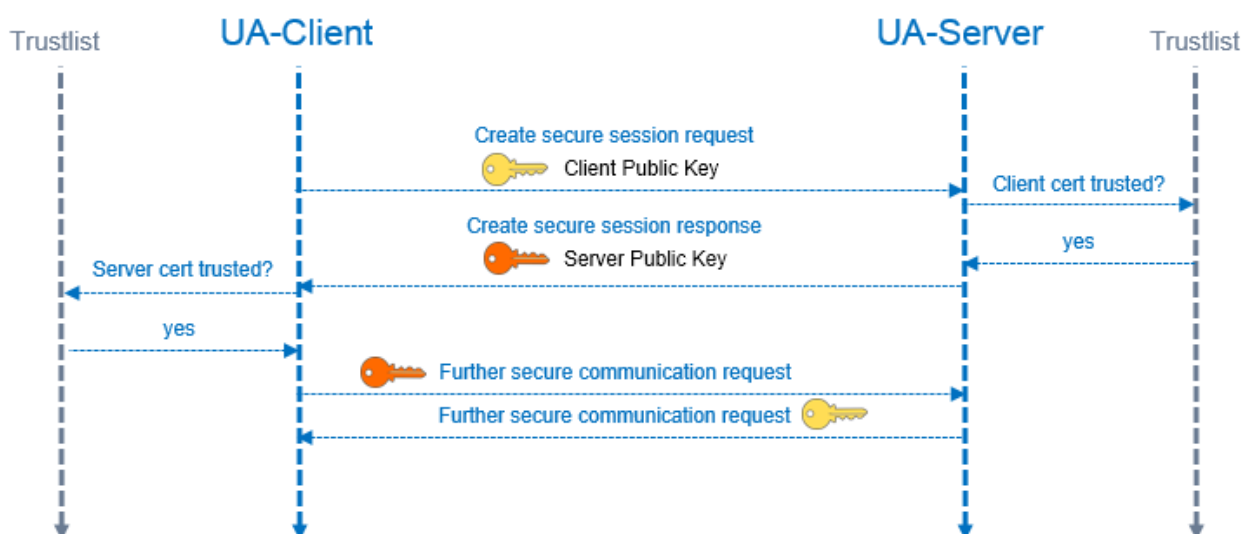 Trustlist
UA-Client
UA-Server
Trustlist
Create secure session request
Client Public Key
Client cert trusted?
Create secure session response
yes
Server Public Key
Server cert trusted?
yes
Further secure communication request
Further secure communication request